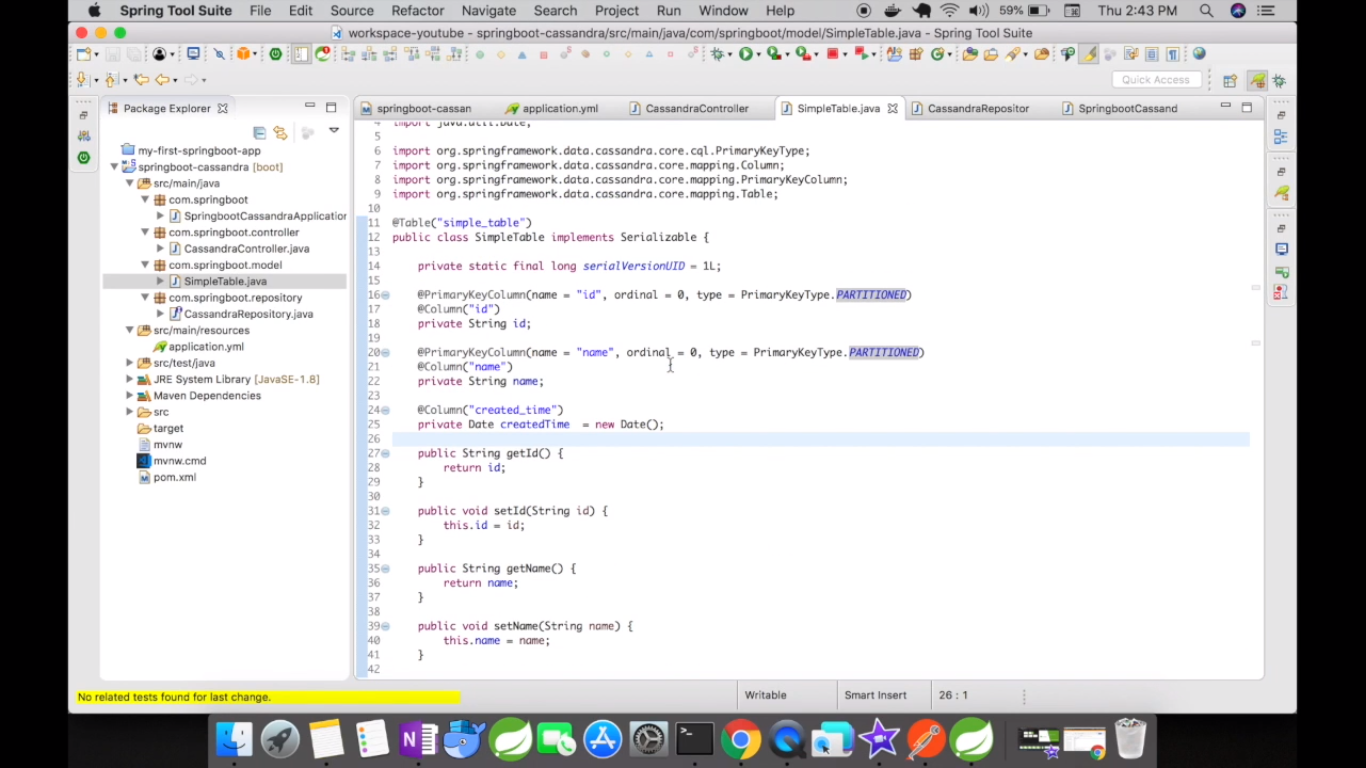 Spring Tool Suite File Edit Source Refactor Navigate Search Project Run Window Help 59% Thu 2:43 PM
workspace-youtube - springboot-cassandra/src/main/java/com/springboot/model/SimpleTable.java - Spring Tool Suite
Quick Access
Package Explorer
springboot-cassan application.yml CassandraController SimpleTable.java CassandraRepositor SpringbootCassand
my-first-springboot-app
springboot-cassandra [boot]
src/main/java
com.springboot
SpringbootCassandraApplication
com.springboot.controller
CassandraController.java
com.springboot.model
SimpleTable.java
com.springboot.repository
CassandraRepository.java
src/main/resources
application.yml
src/test/java
JRE System Library [JavaSE-1.8]
Maven Dependencies
src
target
mvnw
mvnw.cmd
pom.xml
4 import java.util.Date;
5
6 import org.springframework.data.cassandra.core.cql.PrimaryKeyType;
7 import org.springframework.data.cassandra.core.mapping.Column;
8 import org.springframework.data.cassandra.core.mapping.PrimaryKeyColumn;
9 import org.springframework.data.cassandra.core.mapping.Table;
10
11 @Table("simple_table")
12 public class SimpleTable implements Serializable {
13
14 private static final long serialVersionUID = 1L;
15
16 @PrimaryKeyColumn(name = "id", ordinal = 0, type = PrimaryKeyType.PARTITIONED)
17 @Column("id")
18 private String id;
19
20 @PrimaryKeyColumn(name = "name", ordinal = 0, type = PrimaryKeyType.PARTITIONED)
21 @Column("name")
22 private String name;
23
24 @Column("created_time")
25 private Date createdTime  = new Date();
26
27 public String getId() {
28 return id;
29 }
30
31 public void setId(String id) {
32 this.id = id;
33 }
34
35 public String getName() {
36 return name;
37 }
38
39 public void setName(String name) {
40 this.name = name;
41 }
42
No related tests found for last change.
Writable Smart Insert 26 : 1